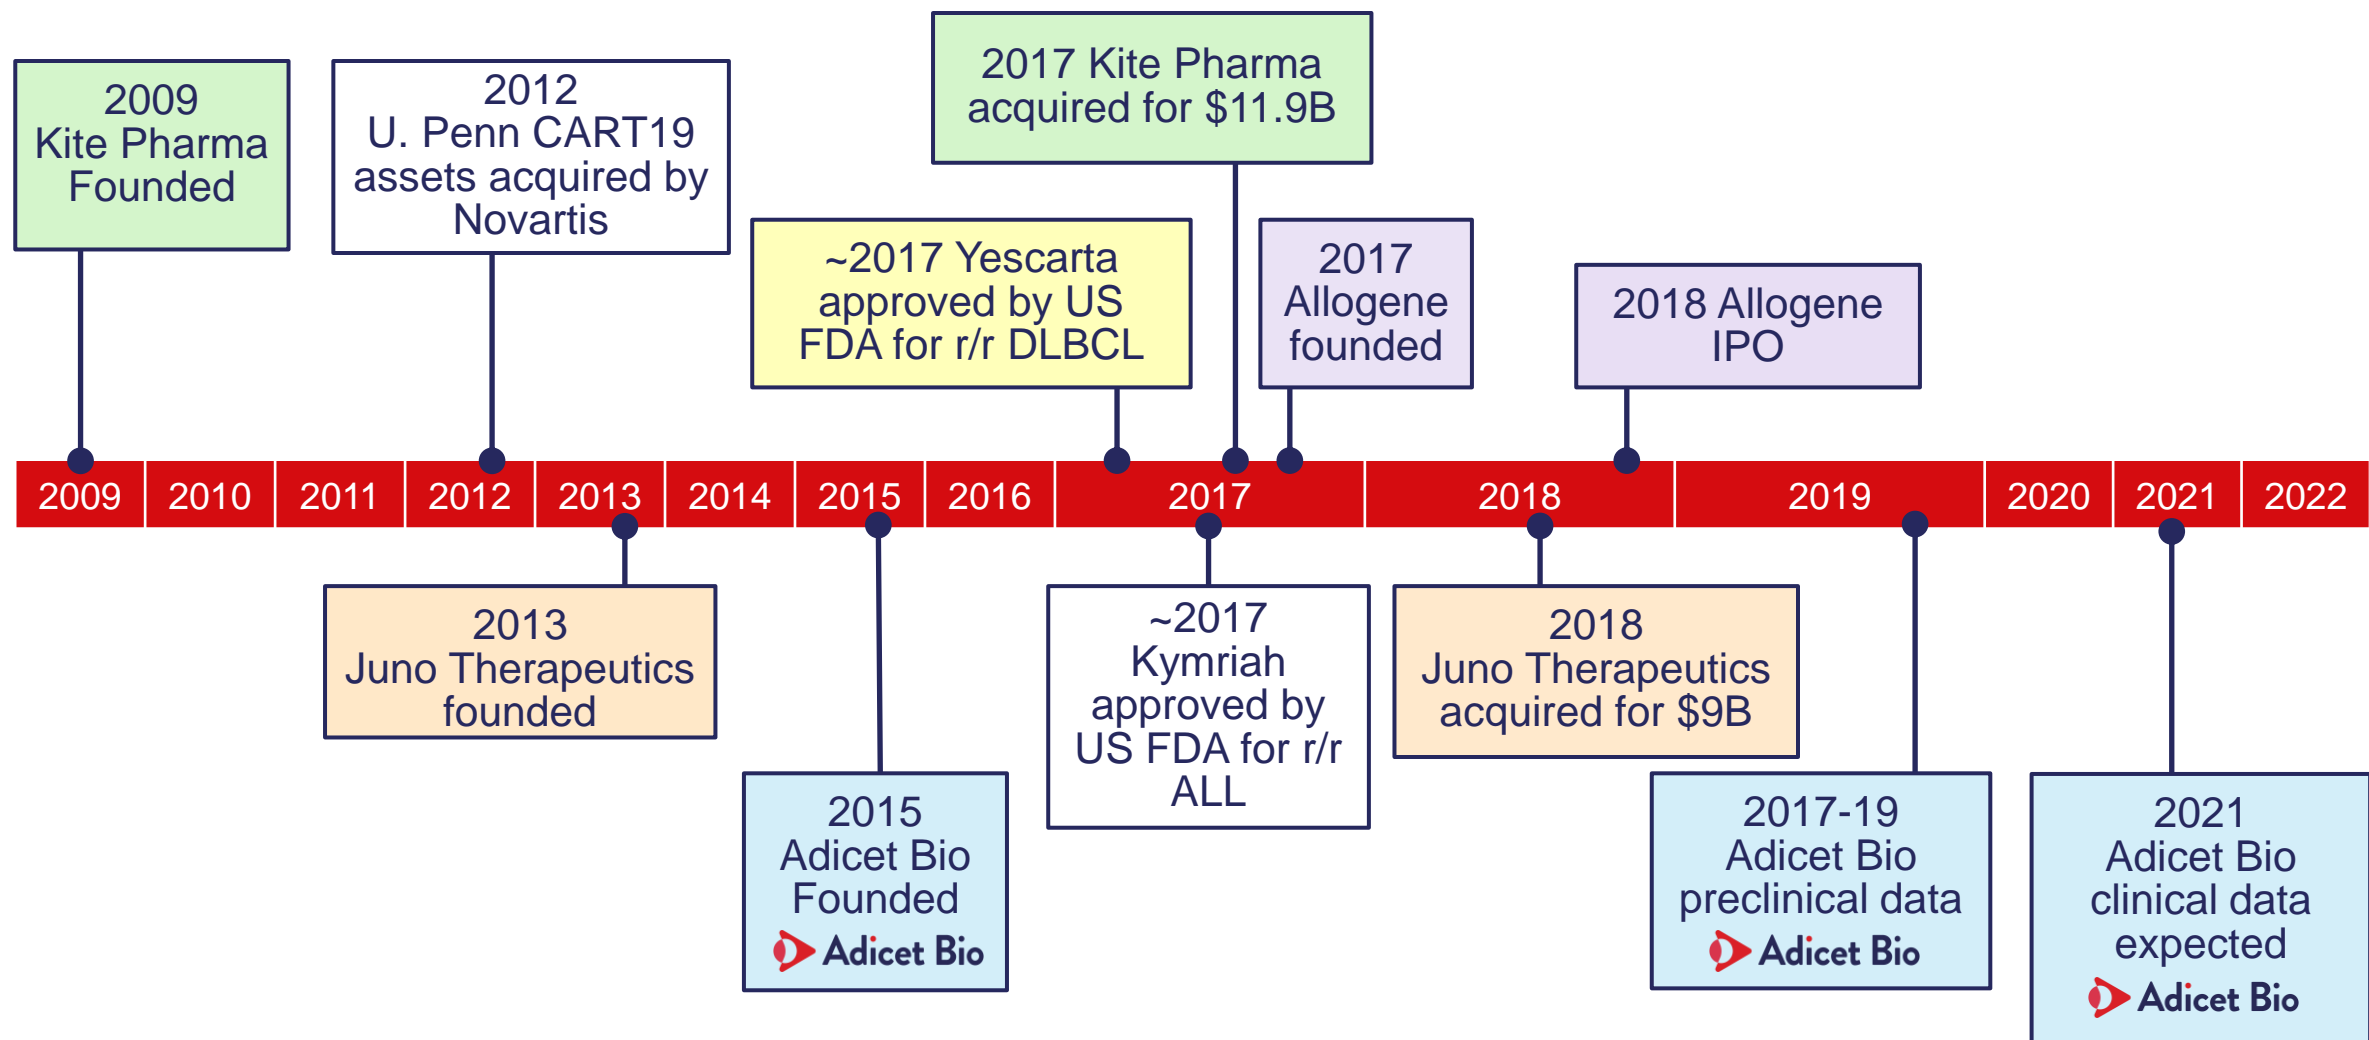 2009
Kite Pharma
Founded
2012
U. Penn CART19
assets acquired by
Novartis
2017 Kite Pharma
acquired for $11.9B
~2017 Yescarta
approved by US
FDA for r/r DLBCL
2017
Allogene
founded
2018 Allogene
IPO
2009 2010 2011 2012 2013 2014 2015 2016 2017 2018 2019 2020 2021 2022
2013
Juno Therapeutics
founded
2015
Adicet Bio
Founded
Adicet Bio
~2017
Kymriah
approved by
US FDA for r/r
ALL
2018
Juno Therapeutics
acquired for $9B
2017-19
Adicet Bio
preclinical data
Adicet Bio
2021
Adicet Bio
clinical data
expected
Adicet Bio